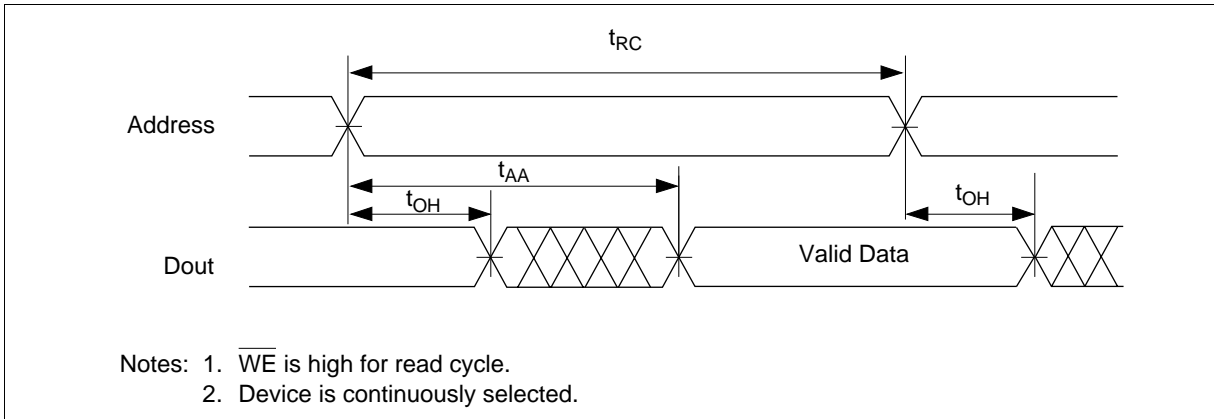 tRC
Address
tAA
tOH
tOH
Dout
Valid Data
Notes: 1. W̅E̅ is high for read cycle.
2. Device is continuously selected.